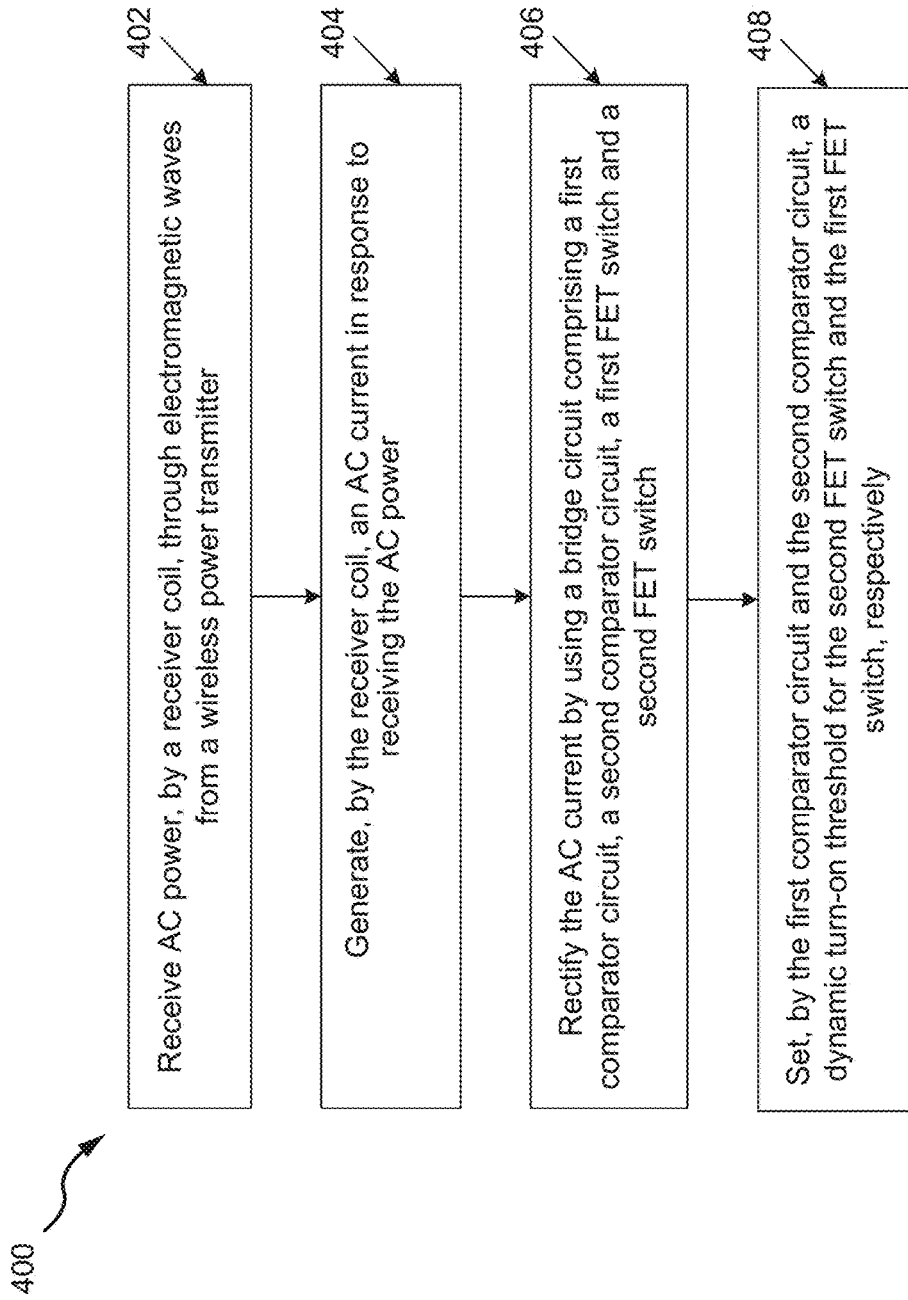 400
402
Receive AC power, by a receiver coil, through electromagnetic waves
from a wireless power transmitter
404
Generate, by the receiver coil, an AC current in response to
receiving the AC power
406
Rectify the AC current by using a bridge circuit comprising a first
comparator circuit, a second comparator circuit, a first FET switch and a
second FET switch
408
Set, by the first comparator circuit and the second comparator circuit, a
dynamic turn-on threshold for the second FET switch and the first FET
switch, respectively